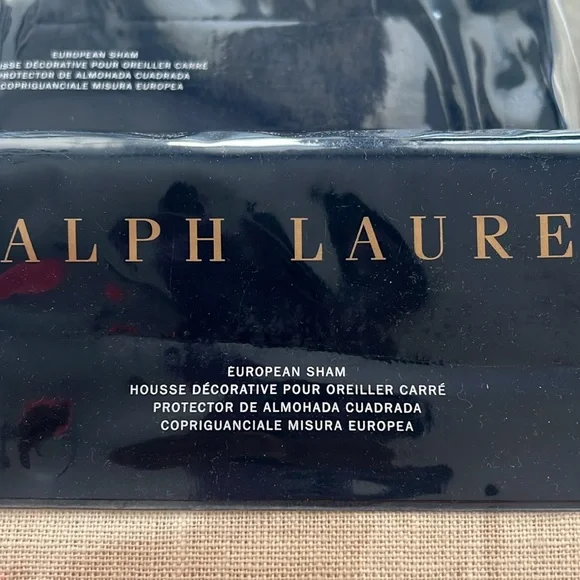 EUROPEAN SHAM
SSE DÉCORATIVE POUR OREILLER CARRÉ
PROTECTOR DE ALMOHADA CUADRADA
COPRIGUANCIALE MISURA EUROPEA
ALPH LAURE
EUROPEAN SHAM
HOUSSE DÉCORATIVE POUR OREILLER CARRÉ
PROTECTOR DE ALMOHADA CUADRADA
COPRIGUANCIALE MISURA EUROPEA